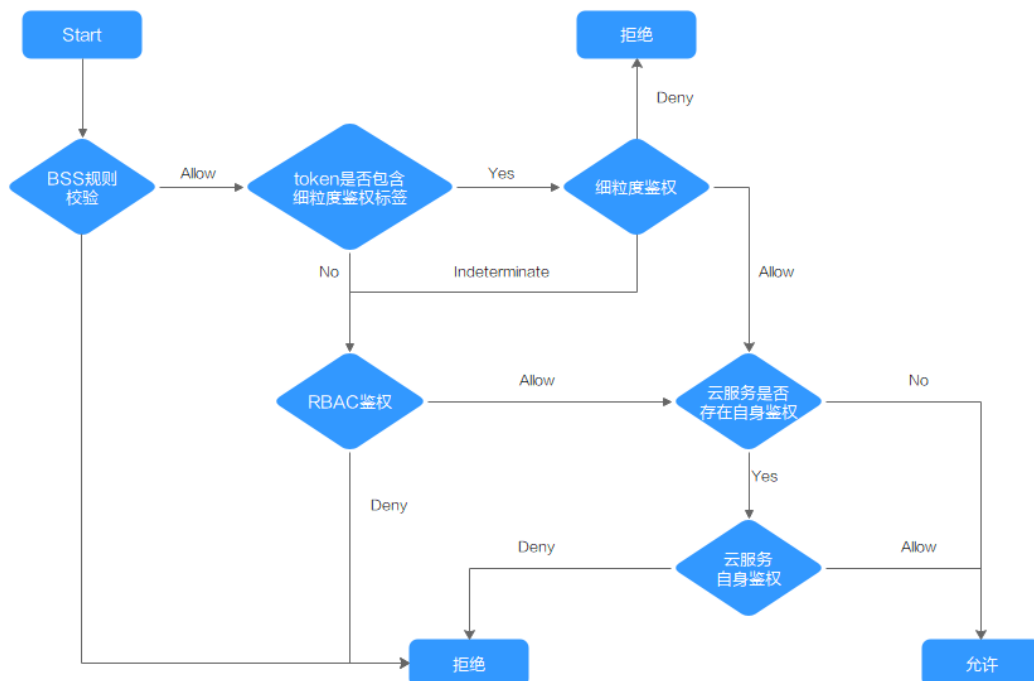 Start
拒绝
Deny
BSS规则
校验
Allow
token是否包含
细粒度鉴权标签
Yes
细粒度鉴权
No
Indeterminate
Allow
RBAC鉴权
Allow
云服务是否
存在自身鉴权
No
Deny
Yes
Deny
云服务
自身鉴权
Allow
拒绝
允许